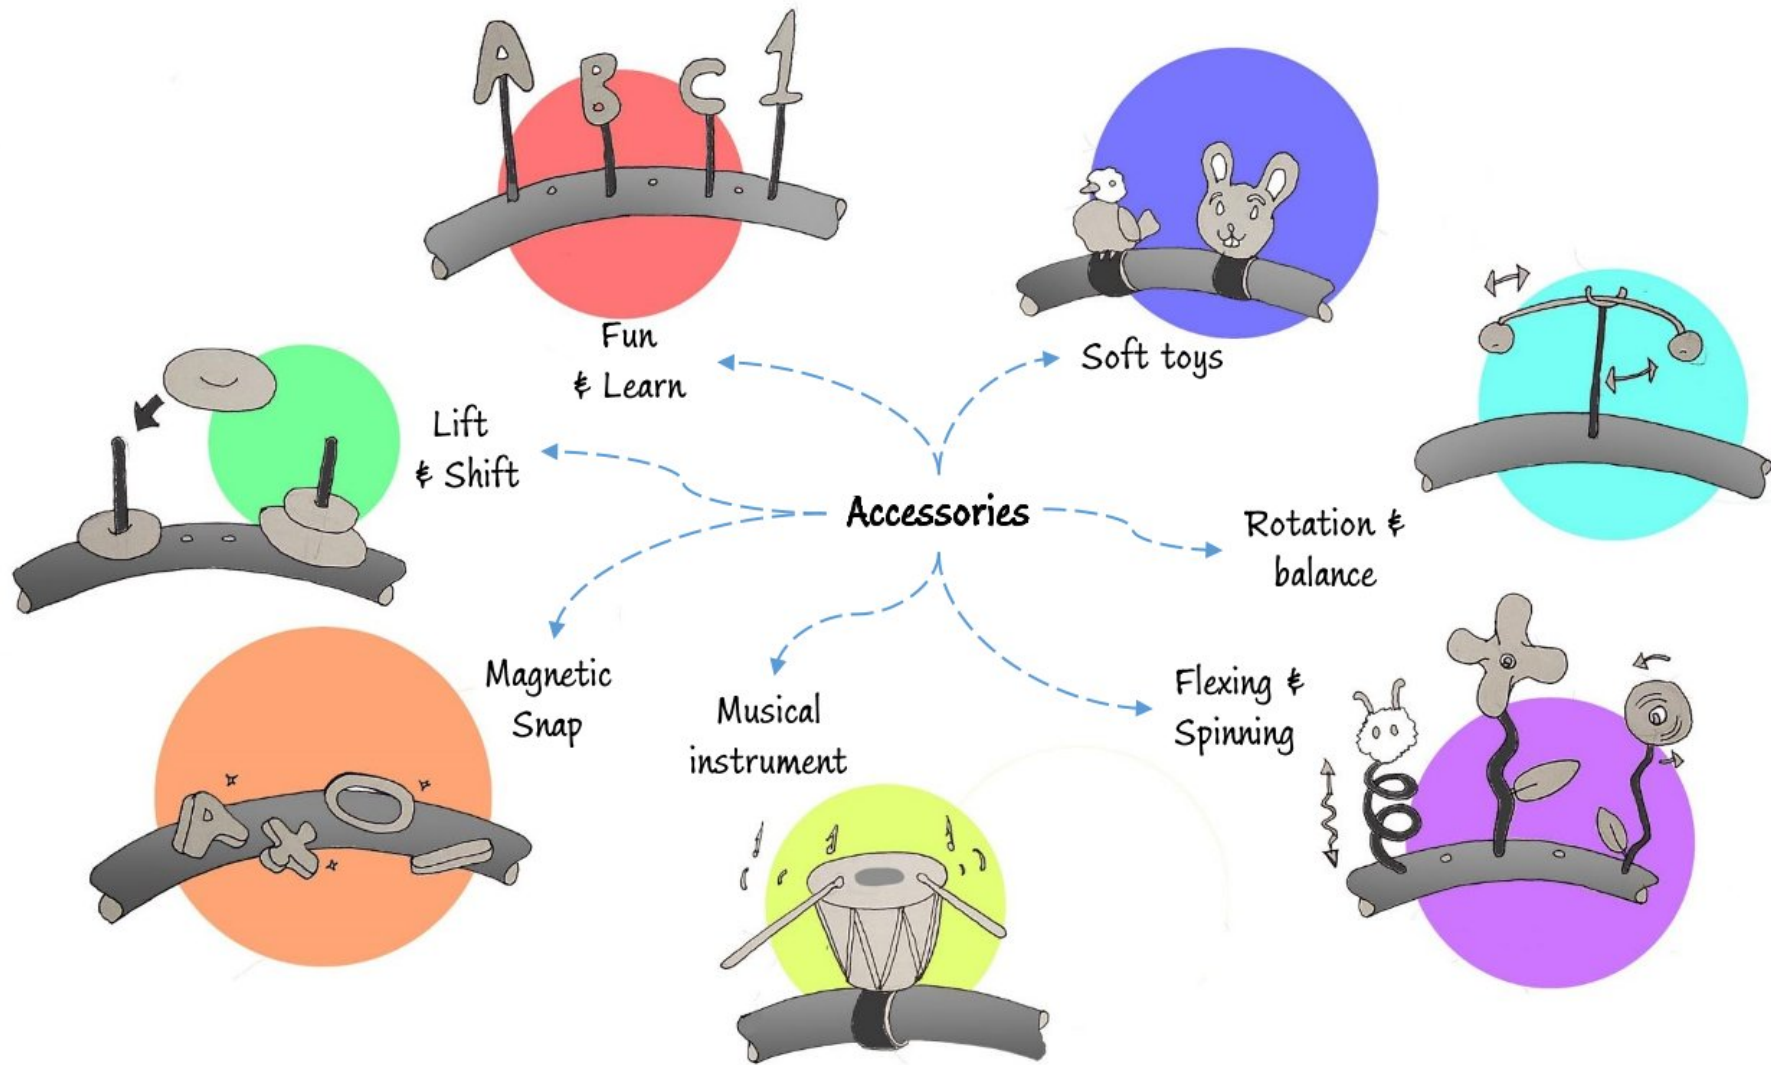 A B C 1
Fun
& Learn
Soft toys
Lift
& Shift
Accessories
Rotation &
balance
Magnetic
Snap
Musical
instrument
Flexing &
Spinning
A